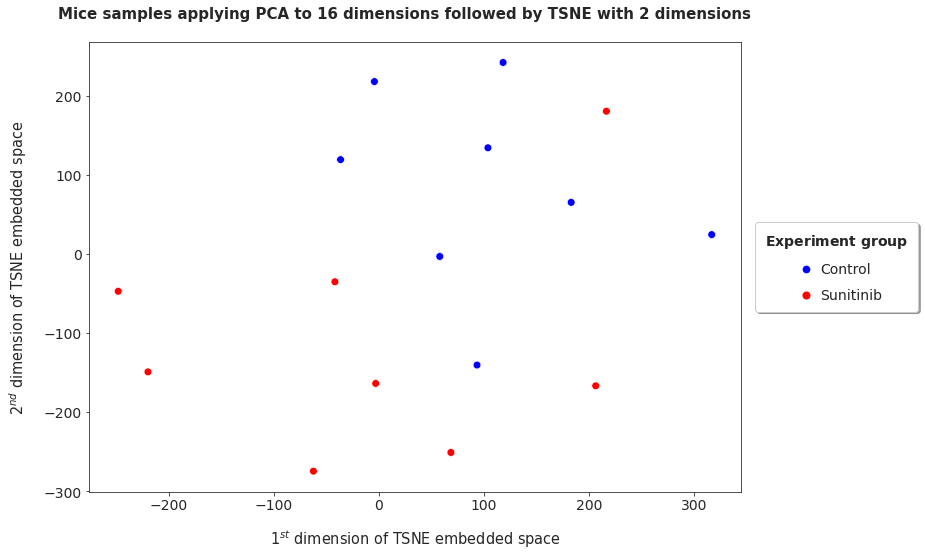 Mice samples applying PCA to 16 dimensions followed by TSNE with 2 dimensions
200
100
0
−100
−200
−300
2nd dimension of TSNE embedded space
−200
−100
0
100
200
300
1st dimension of TSNE embedded space
Experiment group
Control
Sunitinib